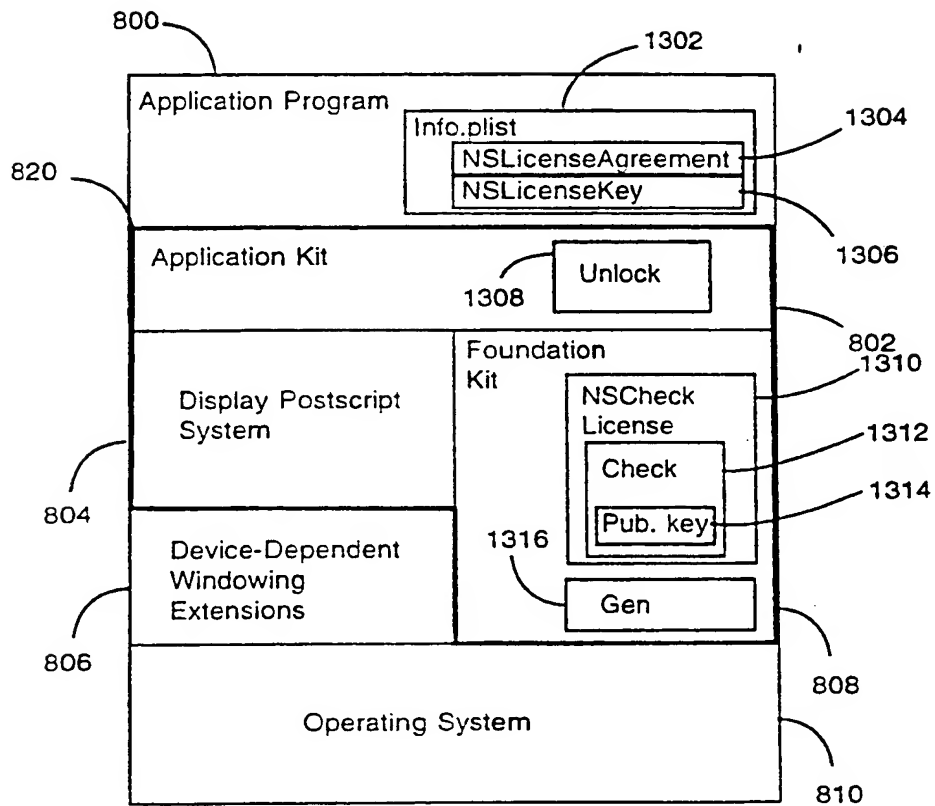 800
1302
Application Program
Info.plist
1304
NSLicenseAgreement
820
NSLicenseKey
1306
Application Kit
Unlock
1308
802
Foundation
Kit
1310
NSCheck
License
Display Postscript
System
1312
Check
1314
804
Pub. key
1316
Device-Dependent
Windowing
Extensions
Gen
806
808
Operating System
810